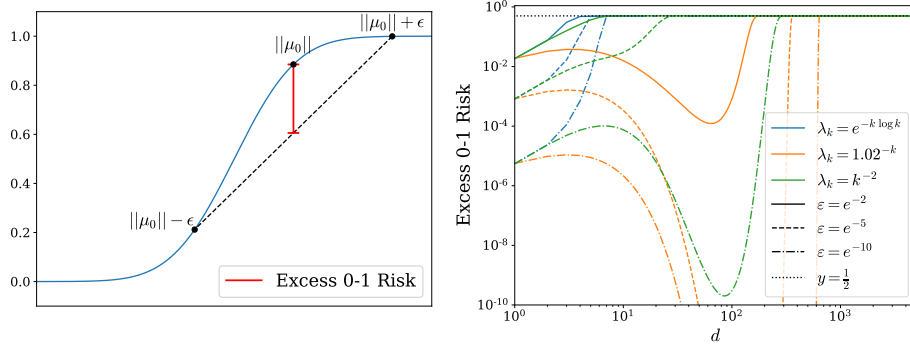 ||μ₀|| + ϵ
||μ₀||
||μ₀|| − ϵ
1.0
0.8
0.6
0.4
0.2
0.0
Excess 0-1 Risk
Excess 0-1 Risk
10⁰
10⁻²
10⁻⁴
10⁻⁶
10⁻⁸
10⁻¹⁰
λₖ = e^{−k log k}
λₖ = 1.02^{−k}
λₖ = k^{−2}
ε = e^{−2}
ε = e^{−5}
ε = e^{−10}
y = 1/2
10⁰
10¹
10²
10³
d